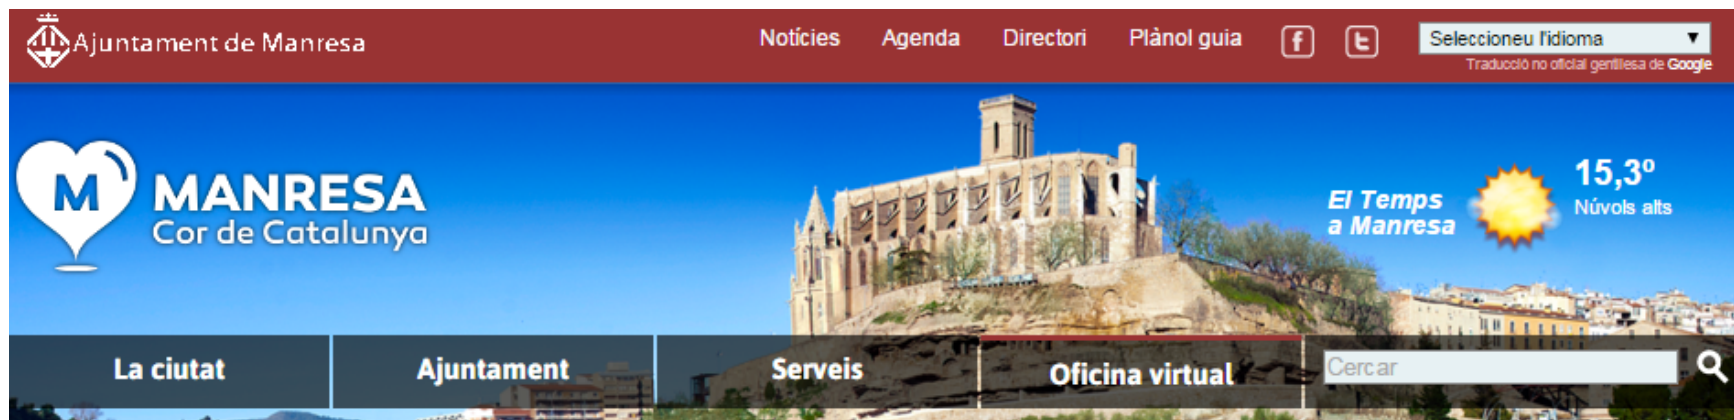 Ajuntament de Manresa
Notícies Agenda Directori Plànol guia
Seleccioneu l'idioma
Traducció no oficial gentilesa de Google
M
MANRESA
Cor de Catalunya
El Temps
a Manresa
15,3º
Núvols alts
La ciutat Ajuntament Serveis Oficina virtual Cercar